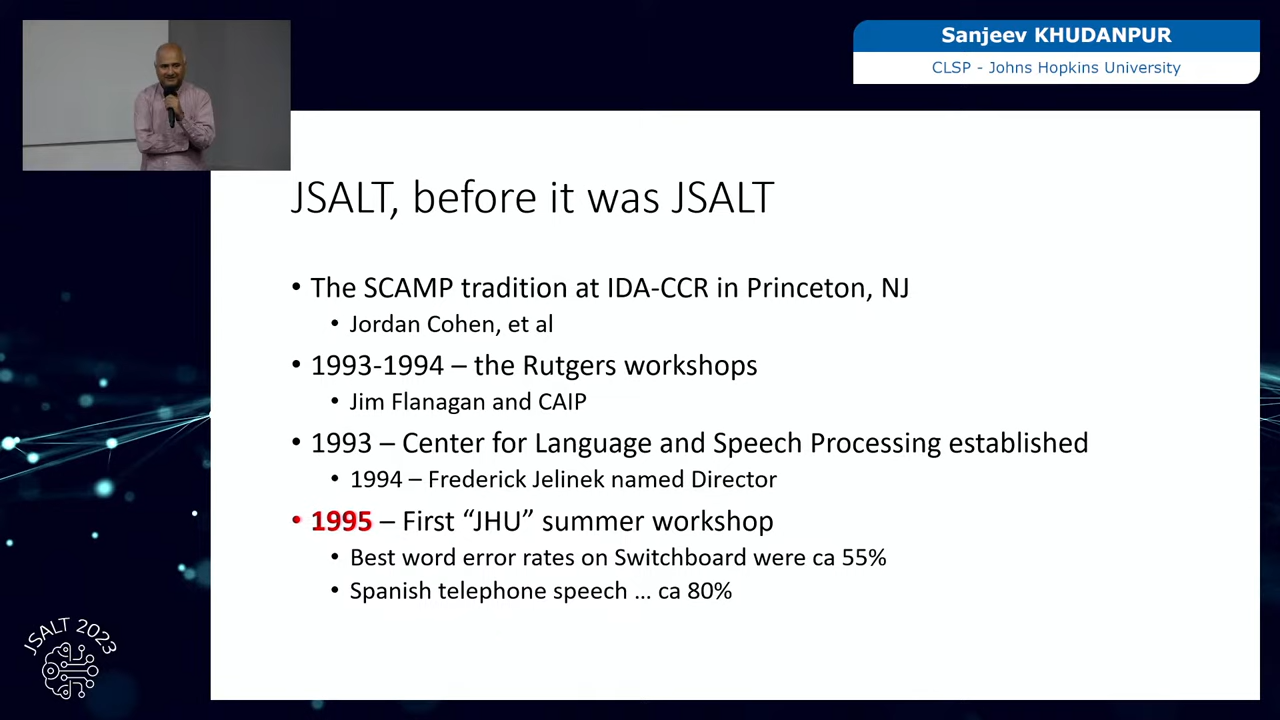 Sanjeev KHUDANPUR
CLSP - Johns Hopkins University
JSALT, before it was JSALT
• The SCAMP tradition at IDA-CCR in Princeton, NJ
• Jordan Cohen, et al
• 1993-1994 – the Rutgers workshops
• Jim Flanagan and CAIP
• 1993 – Center for Language and Speech Processing established
• 1994 – Frederick Jelinek named Director
• 1995 – First “JHU” summer workshop
• Best word error rates on Switchboard were ca 55%
• Spanish telephone speech … ca 80%
JSALT 2023